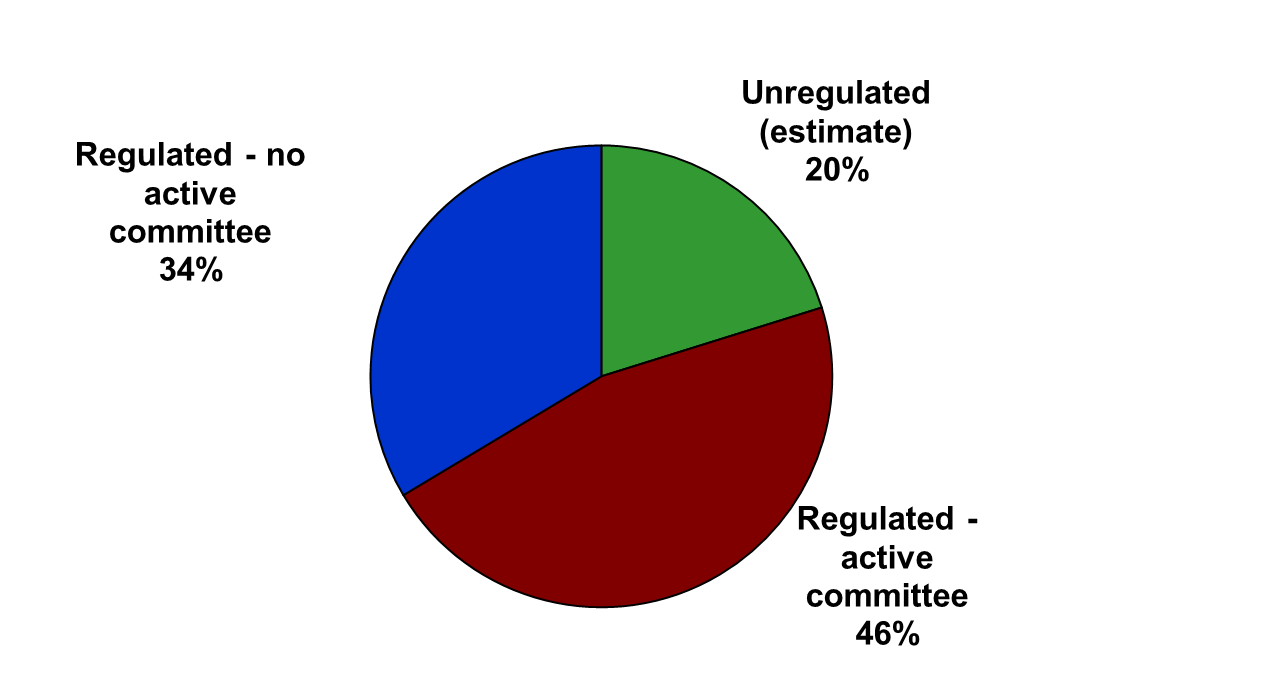 Unregulated
(estimate)
20%
Regulated - no
active
committee
34%
Regulated -
active
committee
46%